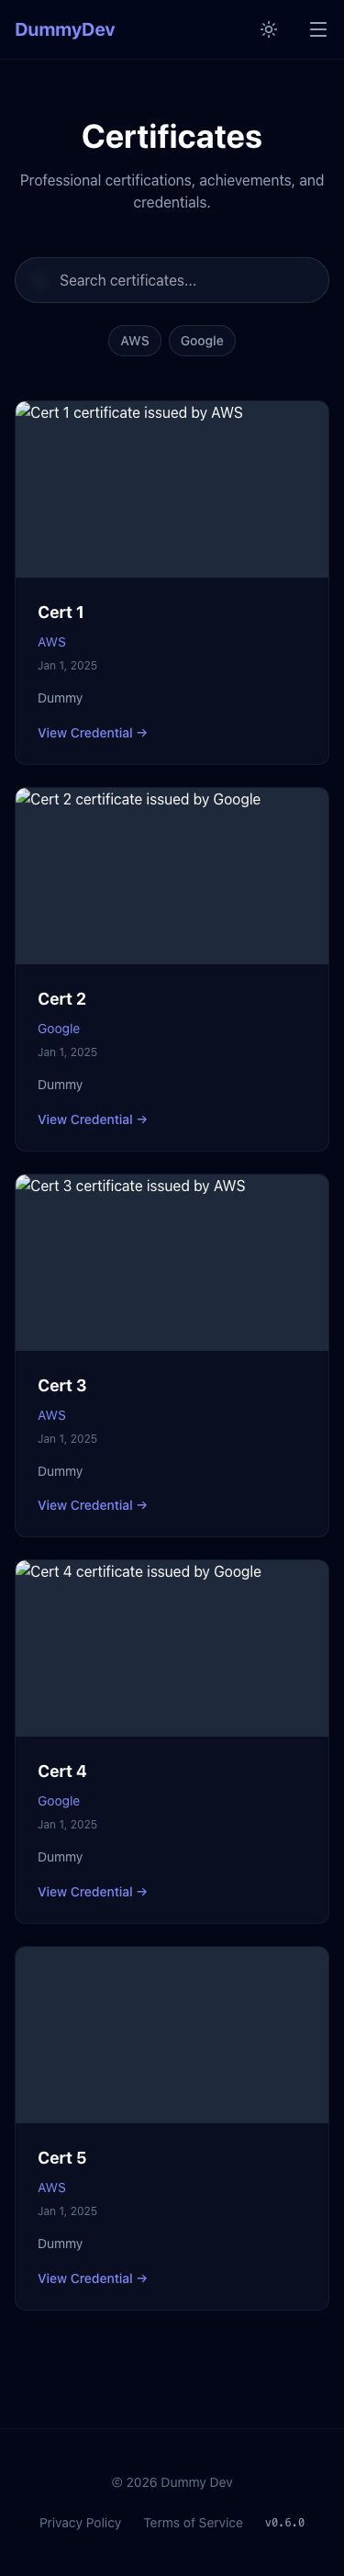 DummyDev
Certificates
Professional certifications, achievements, and
credentials.
Search certificates...
AWS Google
Cert 1 certificate issued by AWS
Cert 1
AWS
Jan 1, 2025
Dummy
View Credential →
Cert 2 certificate issued by Google
Cert 2
Google
Jan 1, 2025
Dummy
View Credential →
Cert 3 certificate issued by AWS
Cert 3
AWS
Jan 1, 2025
Dummy
View Credential →
Cert 4 certificate issued by Google
Cert 4
Google
Jan 1, 2025
Dummy
View Credential →
Cert 5
AWS
Jan 1, 2025
Dummy
View Credential →
© 2026 Dummy Dev
Privacy Policy Terms of Service v0.6.0